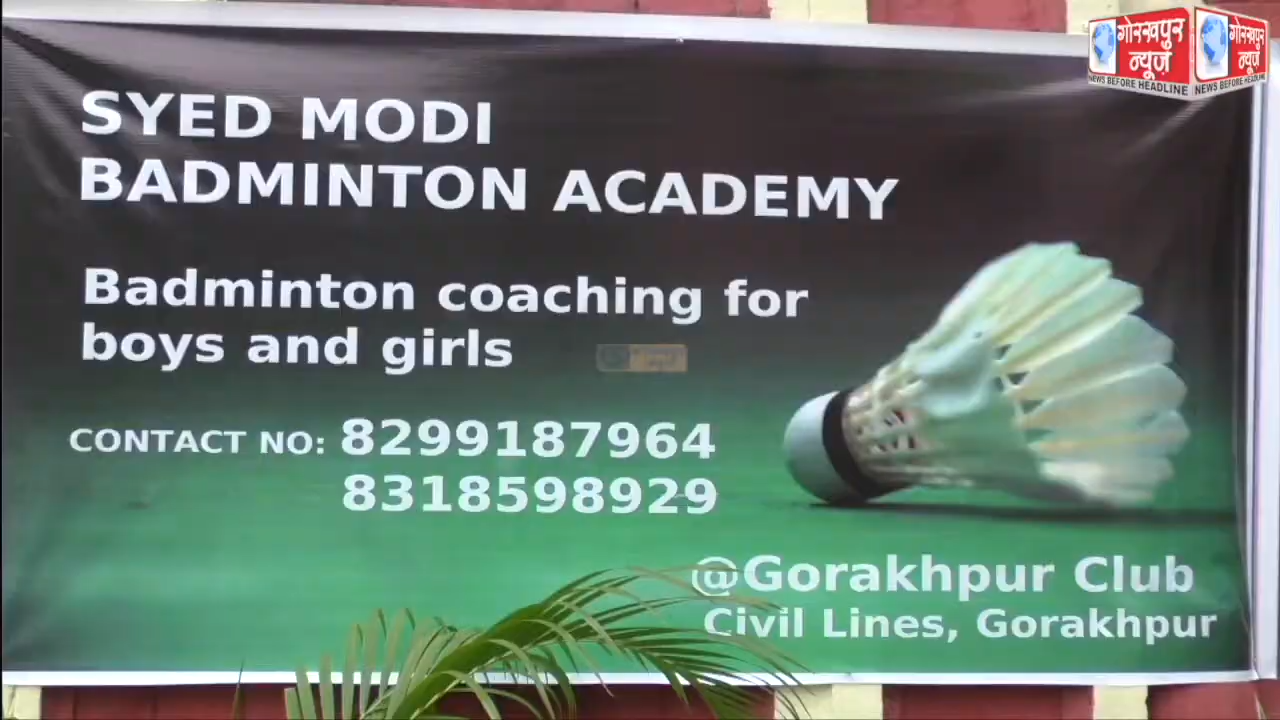 गोरखपुर
न्यूज़
NEWS BEFORE HEADLINE
गोरखपुर
न्यूज़
NEWS BEFORE HEADLINE
SYED MODI
BADMINTON ACADEMY
Badminton coaching for
boys and girls
CONTACT NO: 8299187964
8318598929
@Gorakhpur Club
Civil Lines, Gorakhpur